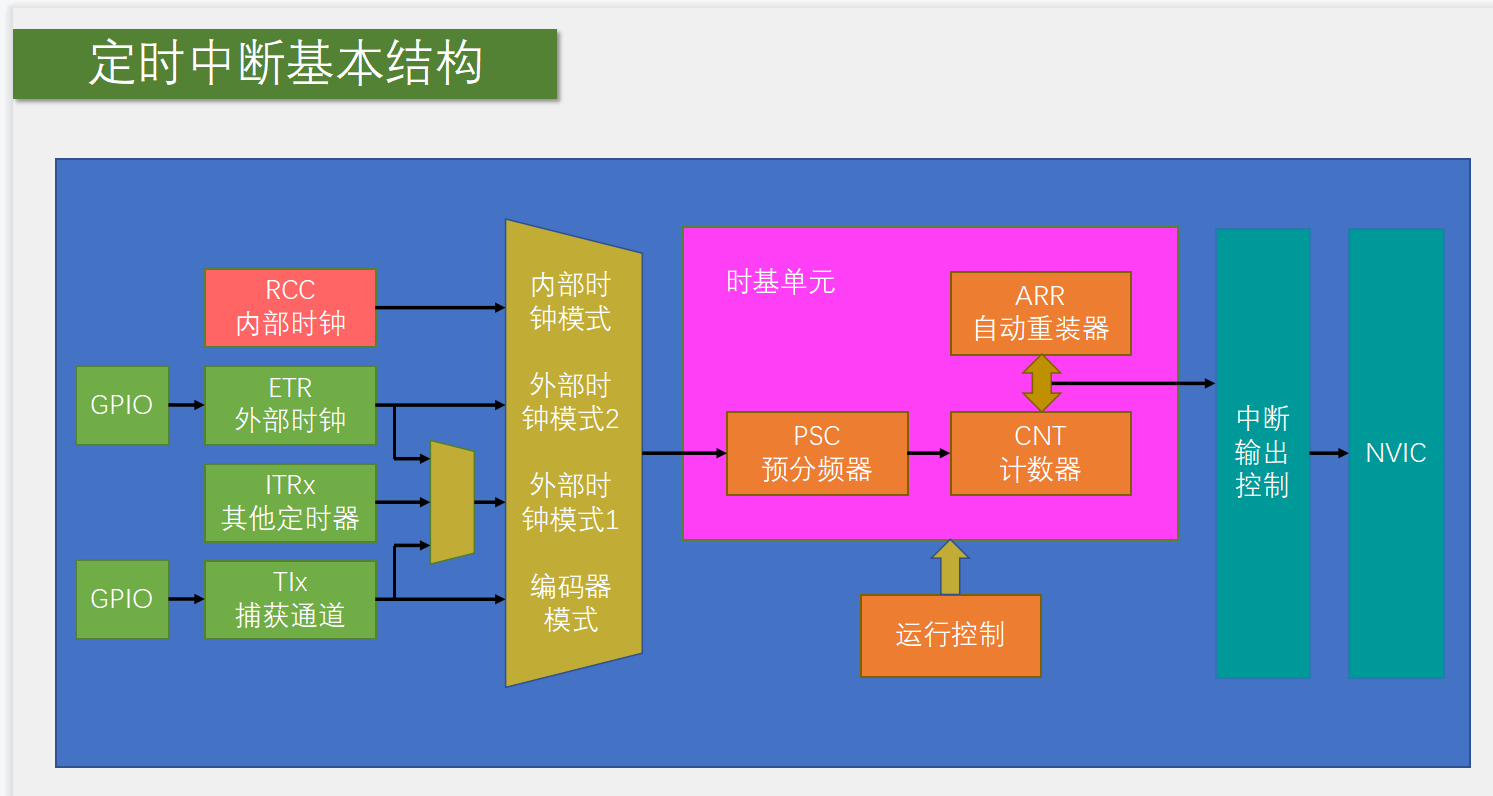 定时中断基本结构
RCC
内部时钟
GPIO
ETR
外部时钟
ITRx
其他定时器
GPIO
TIx
捕获通道
内部时
钟模式
外部时
钟模式2
外部时
钟模式1
编码器
模式
时基单元
ARR
自动重装器
PSC
预分频器
CNT
计数器
运行控制
中断
输出
控制
NVIC